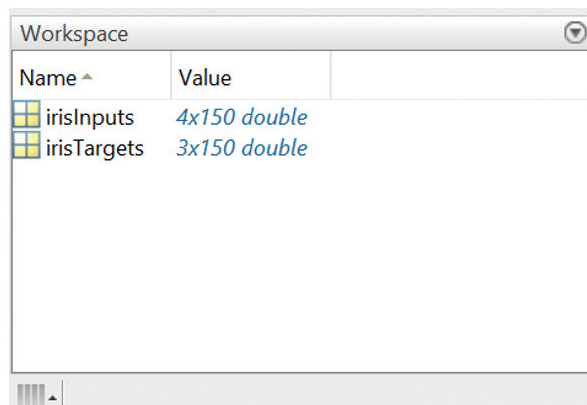 Workspace
Name Value
irisInputs 4x150 double
irisTargets 3x150 double